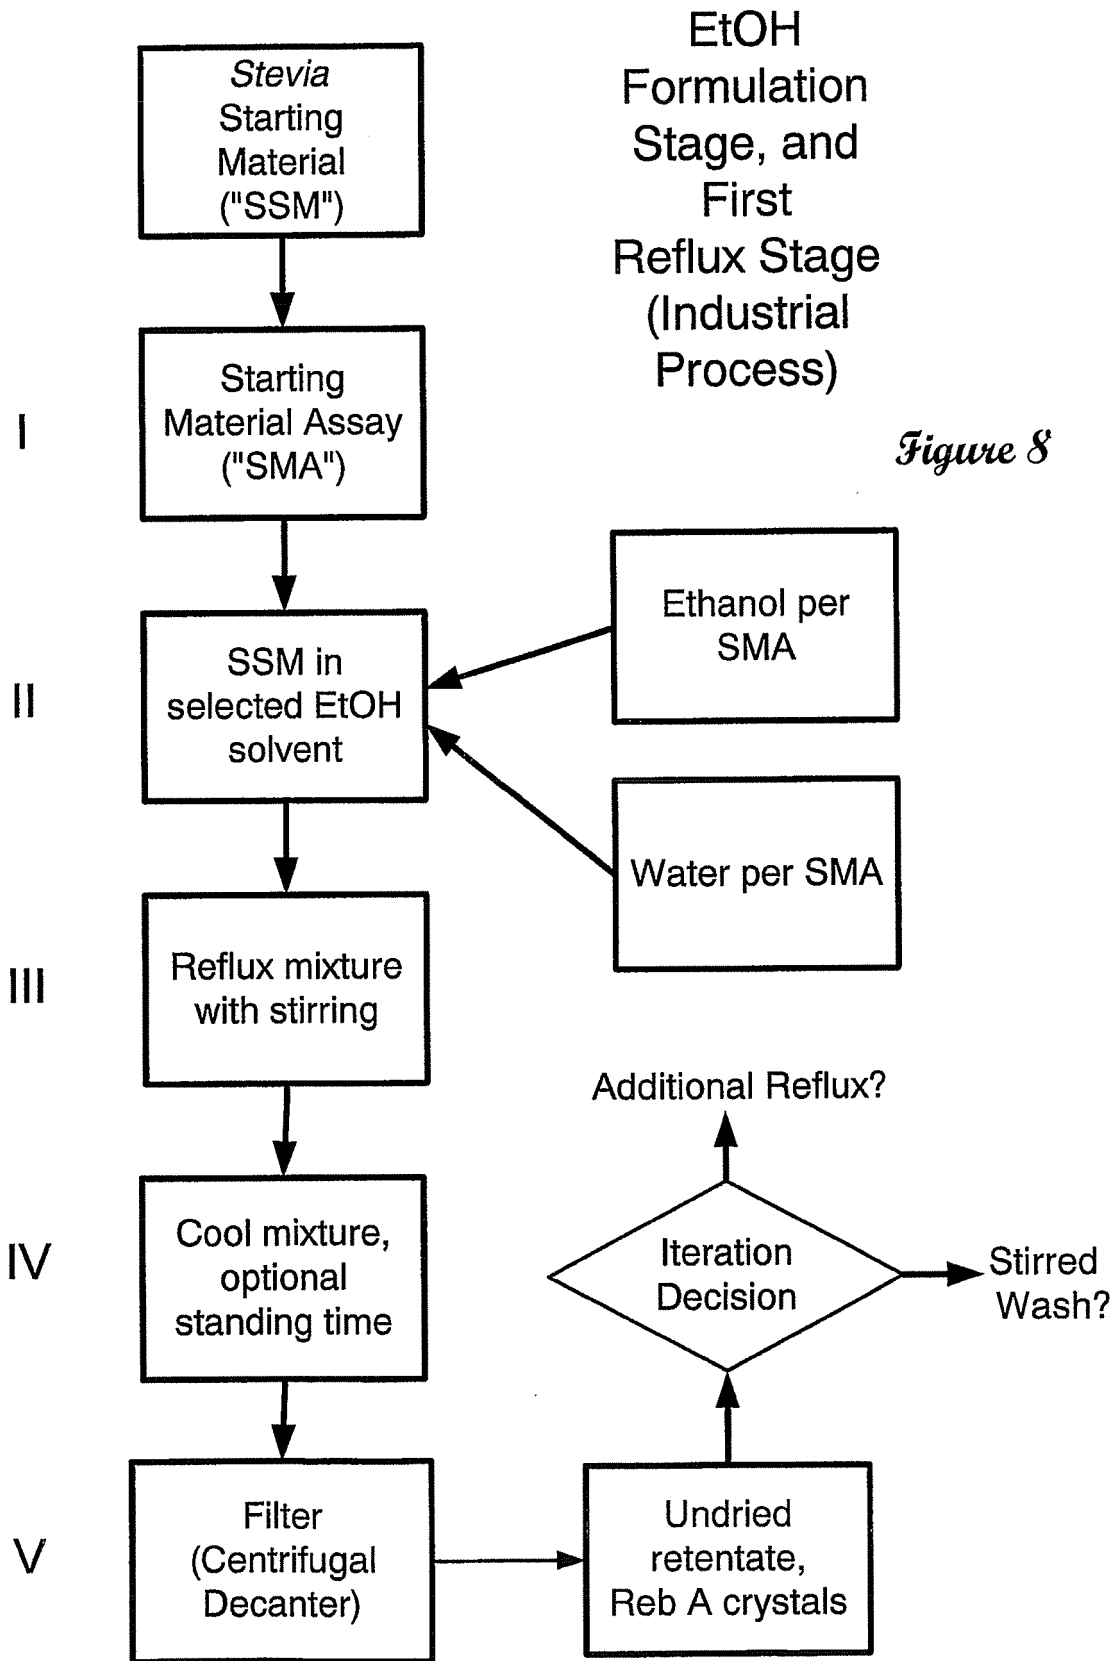 EtOH
Formulation
Stage, and
First
Reflux Stage
(Industrial
Process)
Figure 8
Stevia
Starting
Material
("SSM")
I
Starting
Material Assay
("SMA")
II
SSM in
selected EtOH
solvent
Ethanol per
SMA
Water per SMA
III
Reflux mixture
with stirring
IV
Cool mixture,
optional
standing time
V
Filter
(Centrifugal
Decanter)
Undried
retentate,
Reb A crystals
Iteration
Decision
Additional Reflux?
Stirred
Wash?